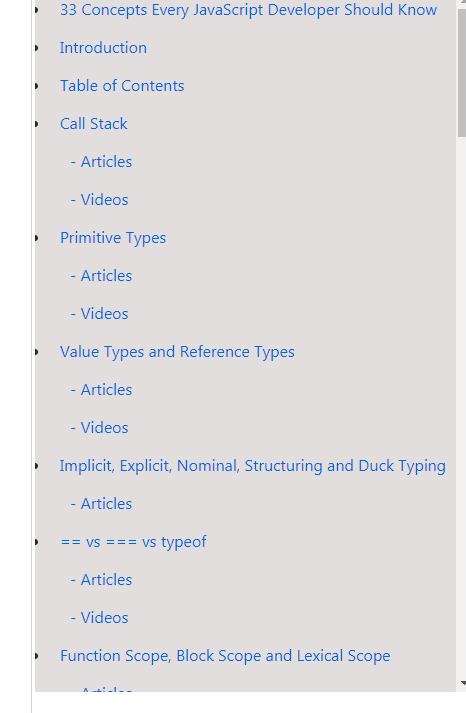 33 Concepts Every JavaScript Developer Should Know
Introduction
Table of Contents
Call Stack
- Articles
- Videos
Primitive Types
- Articles
- Videos
Value Types and Reference Types
- Articles
- Videos
Implicit, Explicit, Nominal, Structuring and Duck Typing
- Articles
== vs === vs typeof
- Articles
- Videos
Function Scope, Block Scope and Lexical Scope
- Articles